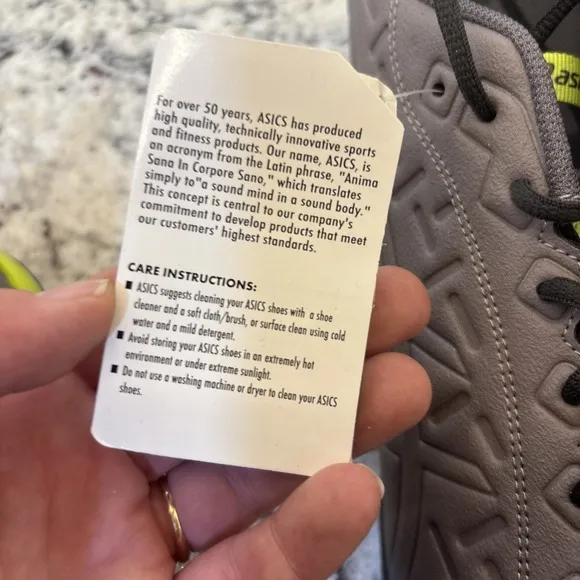 For over 50 years, ASICS has produced
high quality, technically innovative sports
and fitness products. Our name, ASICS, is
an acronym from the Latin phrase, "Anima
Sana In Corpore Sano," which translates
simply to"a sound mind in a sound body."
This concept is central to our company's
commitment to develop products that meet
our customers' highest standards.
CARE INSTRUCTIONS:
■ ASICS suggests cleaning your ASICS shoes with a shoe
cleaner and a soft cloth/brush, or surface clean using cold
water and a mild detergent.
■ Avoid storing your ASICS shoes in an extremely hot
environment or under extreme sunlight.
■ Do not use a washing machine or dryer to clean your ASICS
shoes.